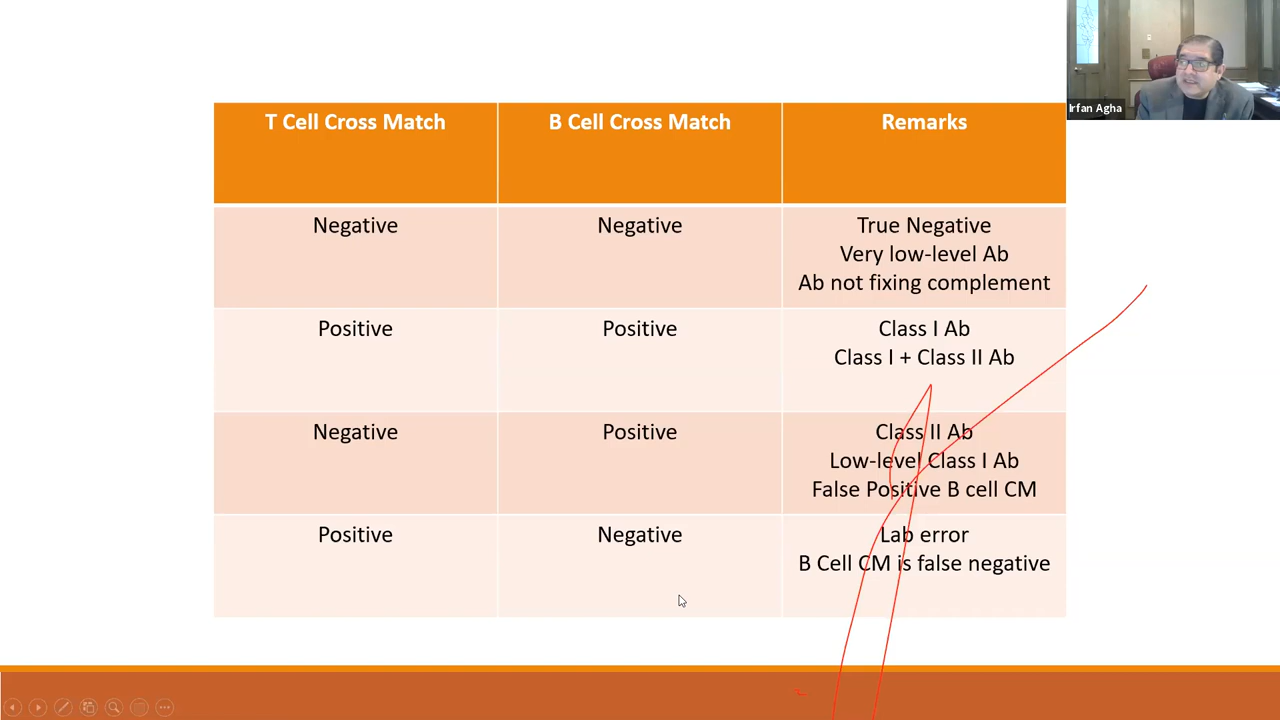 Irfan Agha
T Cell Cross Match
B Cell Cross Match
Remarks
Negative
Negative
True Negative
Very low-level Ab
Ab not fixing complement
Positive
Positive
Class I Ab
Class I + Class II Ab
Negative
Positive
Class II Ab
Low-level Class I Ab
False Positive B cell CM
Positive
Negative
Lab error
B Cell CM is false negative